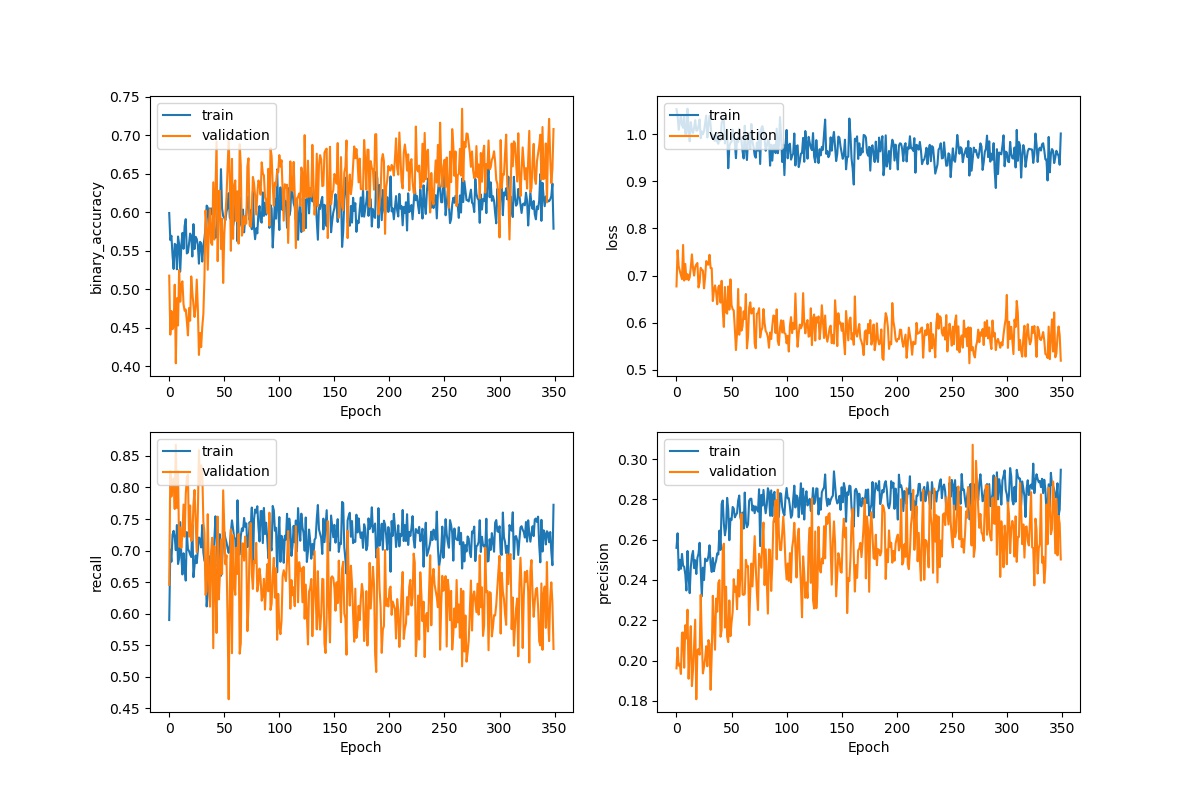 0.75
0.70
0.65
0.60
0.55
0.50
0.45
0.40
binary_accuracy
train
validation
0 50 100 150 200 250 300 350
Epoch
1.0
0.9
0.8
0.7
0.6
0.5
loss
train
validation
0 50 100 150 200 250 300 350
Epoch
0.85
0.80
0.75
0.70
0.65
0.60
0.55
0.50
0.45
recall
train
validation
0 50 100 150 200 250 300 350
Epoch
0.30
0.28
0.26
0.24
0.22
0.20
0.18
precision
train
validation
0 50 100 150 200 250 300 350
Epoch